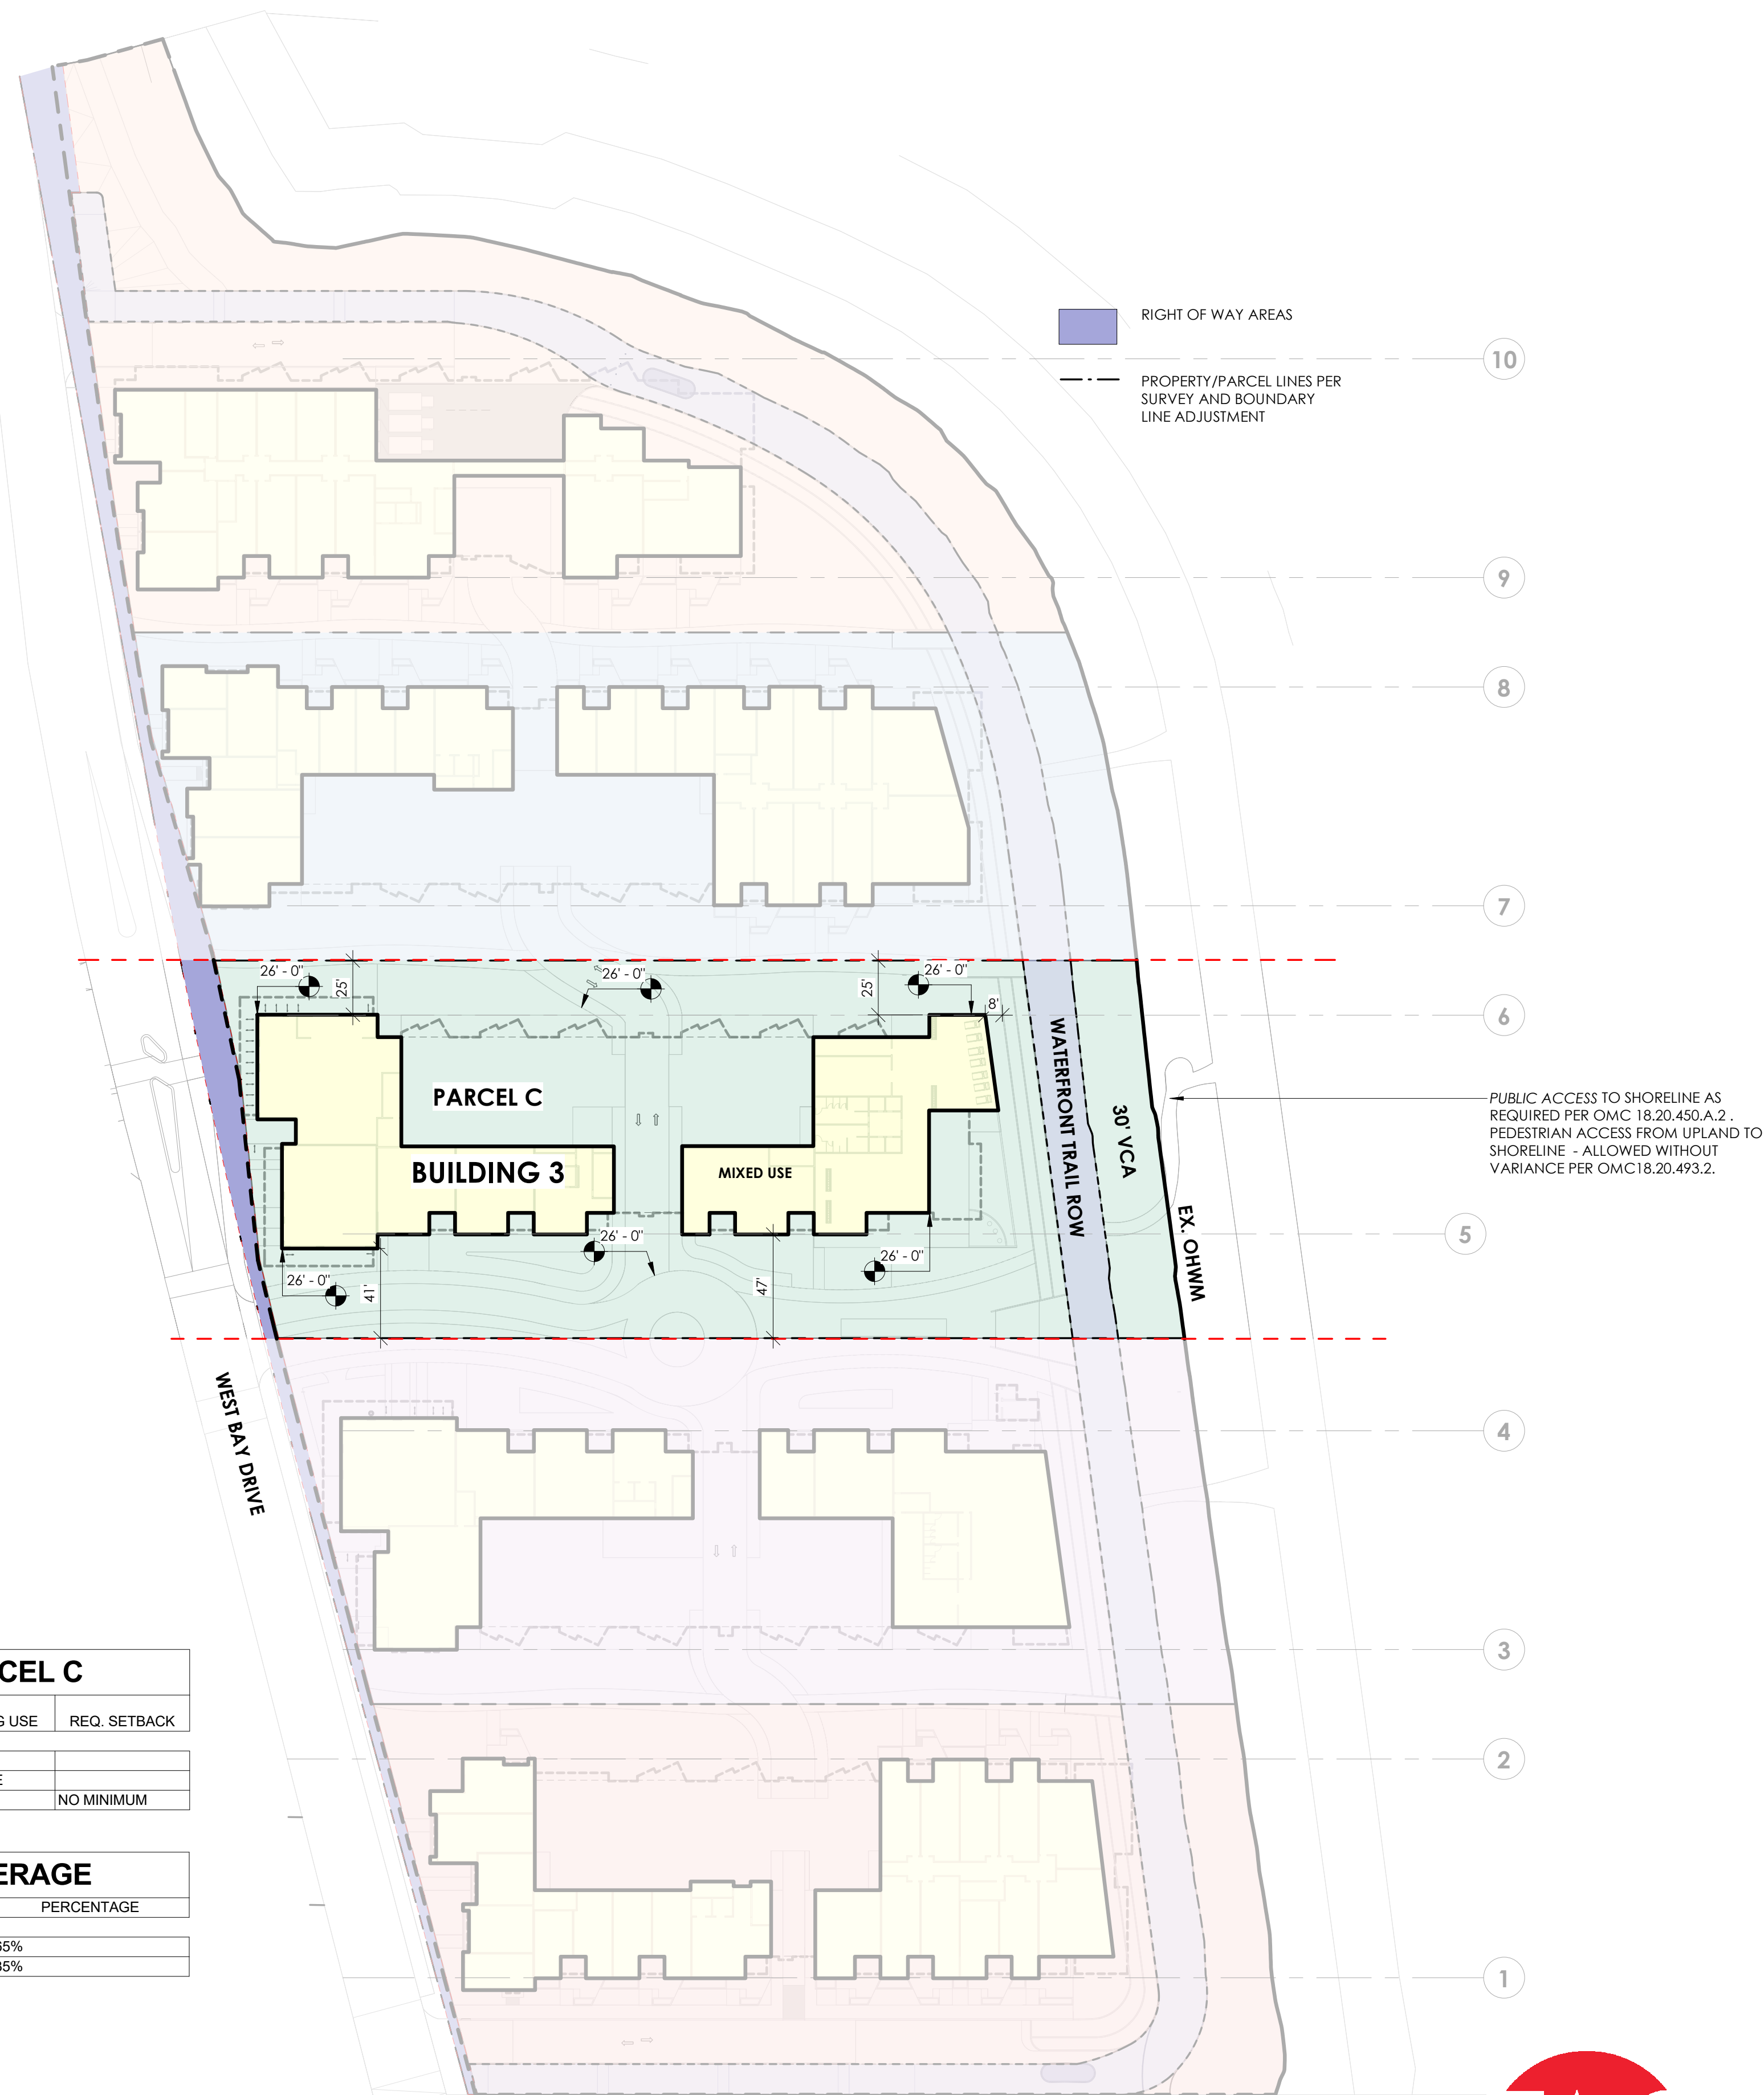 RIGHT OF WAY AREAS
PROPERTY/PARCEL LINES PER
SURVEY AND BOUNDARY
LINE ADJUSTMENT
10
9
8
7
26' - 0"
25'
26' - 0"
25'
26' - 0"
8'
6
WATERFRONT TRAIL ROW
PARCEL C
30' VCA
PUBLIC ACCESS TO SHORELINE AS
REQUIRED PER OMC 18.20.450.A.2 .
PEDESTRIAN ACCESS FROM UPLAND TO
SHORELINE - ALLOWED WITHOUT
VARIANCE PER OMC18.20.493.2.
BUILDING 3
MIXED USE
EX. OHWM
5
26' - 0"
26' - 0"
26' - 0"
41'
47'
WEST BAY DRIVE
4
3
2
1
CEL C
USE
REQ. SETBACK
NO MINIMUM
ERAGE
PERCENTAGE
5%
5%